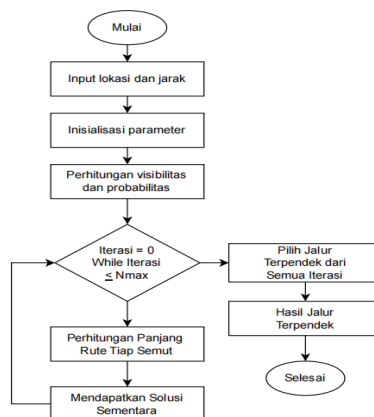 Mulai
Input lokasi dan jarak
Inisialisasi parameter
Perhitungan visibilitas
dan probabilitas
Iterasi = 0
While Iterasi
≤ Nmax
Perhitungan Panjang
Rute Tiap Semut
Mendapatkan Solusi
Sementara
Pilih Jalur
Terpendek dari
Semua Iterasi
Hasil Jalur
Terpendek
Selesai